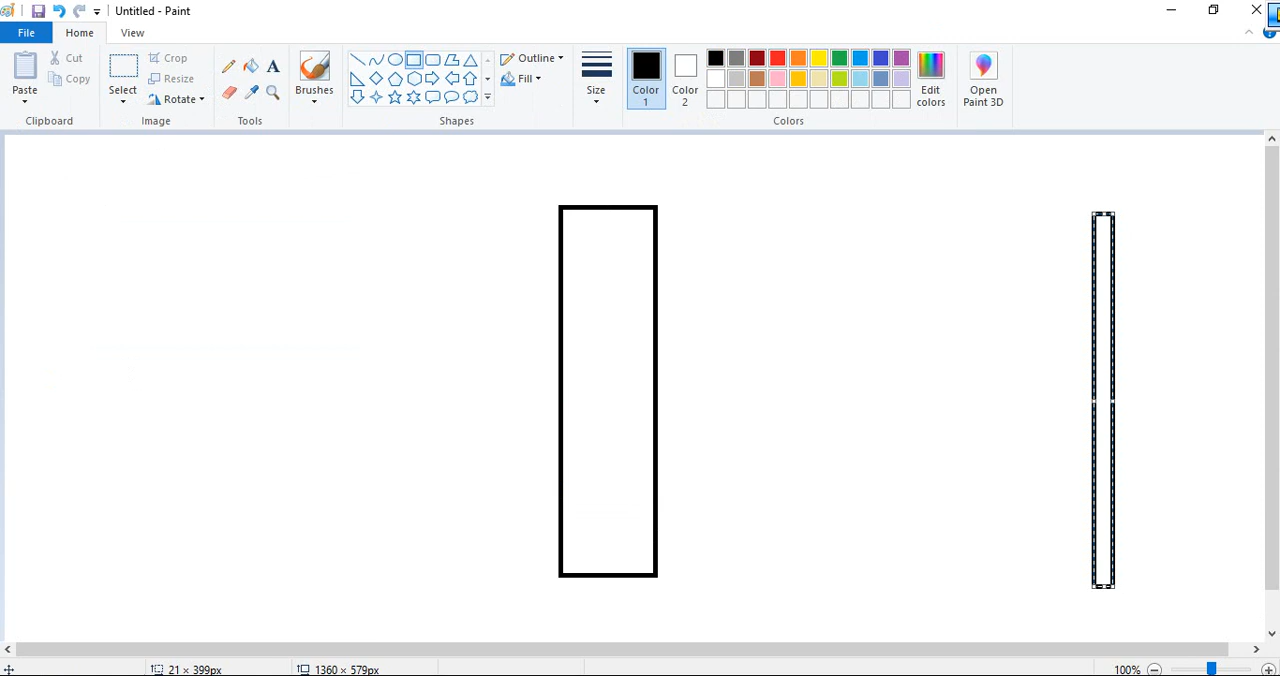 Untitled - Paint
File Home View
Paste
Cut
Copy
Clipboard
Select
Crop
Resize
Rotate
Image
A
Tools
Brushes
Shapes
Outline
Fill
Size
Color 1
Color 2
Colors
Edit colors
Open Paint 3D
21 × 399px
1360 × 579px
100%